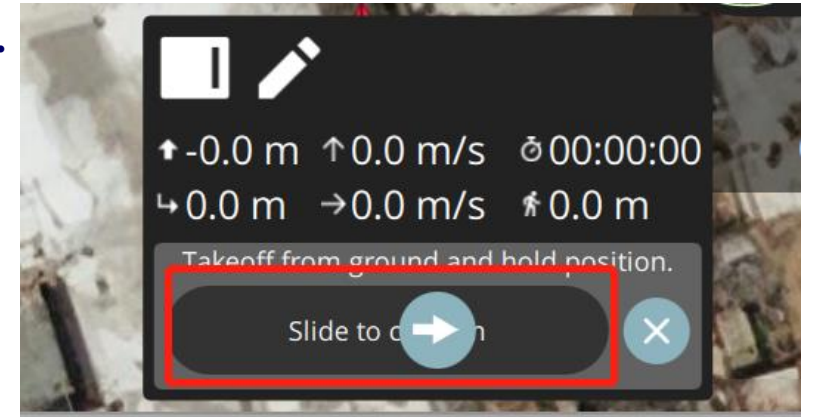 -0.0 m 0.0 m/s 00:00:00
0.0 m 0.0 m/s 0.0 m
Takeoff from ground and hold position.
Slide to c n